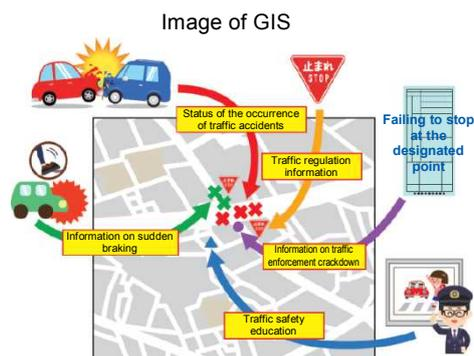 Image of GIS
止まれ
STOP
Status of the occurrence
of traffic accidents
Failing to stop
at the
designated
point
Traffic regulation
information
Information on sudden
braking
Information on traffic
enforcement crackdown
Traffic safety
education